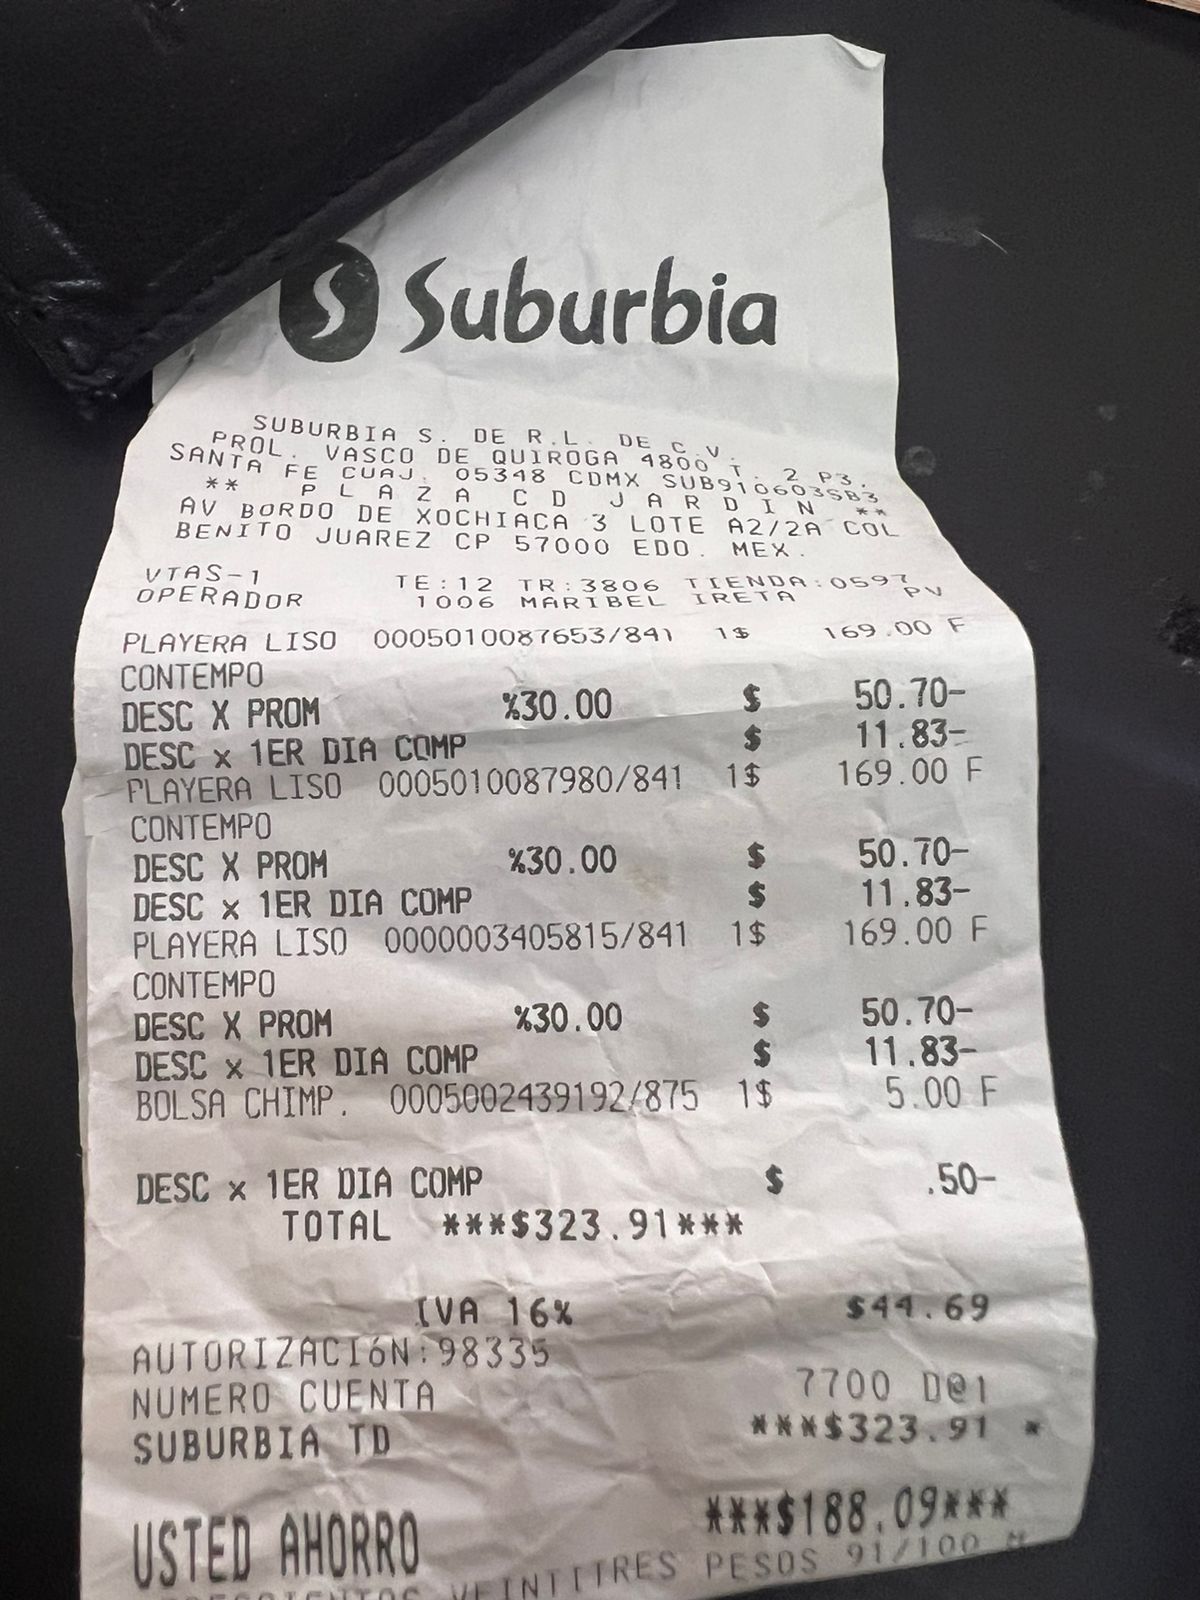 Suburbia
SUBURBIA S. DE R.L. DE C.V.
PROL. VASCO DE QUIROGA 4800 T. 2 P3.
SANTA FE CUAJ. 05348 CDMX SUB910603SB3
** PLAZA CD JARDIN **
AV BORDO DE XOCHIACA 3 LOTE A2/2A COL
BENITO JUAREZ CP 57000 EDO. MEX.
VTAS-1 TE:12 TR:3806 TIENDA:0597
OPERADOR 1006 MARIBEL IRETA PV
PLAYERA LISO 0005010087653/841 1$ 169.00 F
CONTEMPO
DESC X PROM %30.00 $ 50.70-
DESC x 1ER DIA COMP $ 11.83-
PLAYERA LISO 0005010087980/841 1$ 169.00 F
CONTEMPO
DESC X PROM %30.00 $ 50.70-
DESC x 1ER DIA COMP $ 11.83-
PLAYERA LISO 0000003405815/841 1$ 169.00 F
CONTEMPO
DESC X PROM %30.00 $ 50.70-
DESC x 1ER DIA COMP $ 11.83-
BOLSA CHIMP. 0005002439192/875 1$ 5.00 F
DESC x 1ER DIA COMP $ .50-
TOTAL ***$323.91***
IVA 16% $44.69
AUTORIZACIóN:98335
NUMERO CUENTA 7700 D@1
SUBURBIA TD ***$323.91 *
USTED AHORRO ***$188.09***
VEINTITRES PESOS 91/100